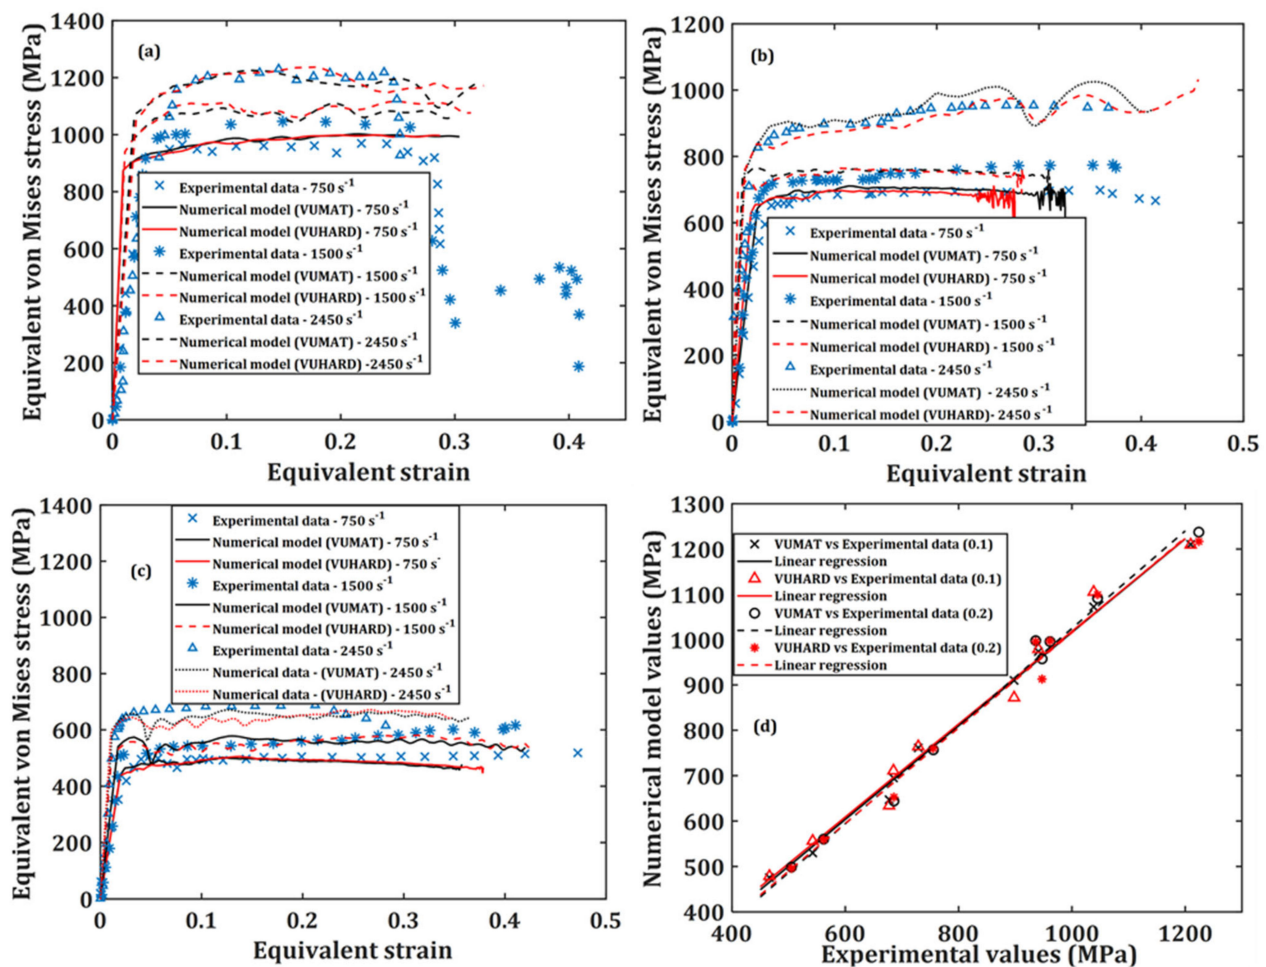 (a)
Equivalent von Mises stress (MPa)
1400
1200
1000
800
600
400
200
0
Experimental data - 750 s⁻¹
Numerical model (VUMAT) - 750 s⁻¹
Numerical model (VUHARD) - 750 s⁻¹
Experimental data - 1500 s⁻¹
Numerical model (VUMAT) - 1500 s⁻¹
Numerical model (VUHARD) - 1500 s⁻¹
Experimental data - 2450 s⁻¹
Numerical model (VUMAT) - 2450 s⁻¹
Numerical model (VUHARD) -2450 s⁻¹
0 0.1 0.2 0.3 0.4
Equivalent strain
(b)
Equivalent von Mises stress (MPa)
1200
1000
800
600
400
200
0
Experimental data - 750 s⁻¹
Numerical model (VUMAT) - 750 s⁻¹
Numerical model (VUHARD) - 750 s⁻¹
Experimental data - 1500 s⁻¹
Numerical model (VUMAT) - 1500 s⁻¹
Numerical model (VUHARD) - 1500 s⁻¹
Experimental data - 2450 s⁻¹
Numerical model (VUMAT) - 2450 s⁻¹
Numerical model (VUHARD)- 2450 s⁻¹
0 0.1 0.2 0.3 0.4 0.5
Equivalent strain
(c)
Equivalent von Mises stress (MPa)
1400
1200
1000
800
600
400
200
0
Experimental data - 750 s⁻¹
Numerical model (VUMAT) - 750 s⁻¹
Numerical model (VUHARD) - 750 s⁻
Experimental data - 1500 s⁻¹
Numerical model (VUMAT) - 1500 s⁻¹
Numerical model (VUHARD) - 1500 s⁻¹
Experimental data - 2450 s⁻¹
Numerical data - (VUMAT) - 2450 s⁻¹
Numerical data - (VUHARD) - 2450 s⁻¹
0 0.1 0.2 0.3 0.4 0.5
Equivalent strain
(d)
Numerical model values (MPa)
1300
1200
1100
1000
900
800
700
600
500
400
VUMAT vs Experimental data (0.1)
Linear regression
VUHARD vs Experimental data (0.1)
Linear regression
VUMAT vs Experimental data (0.2)
Linear regression
VUHARD vs Experimental data (0.2)
Linear regression
400 600 800 1000 1200
Experimental values (MPa)